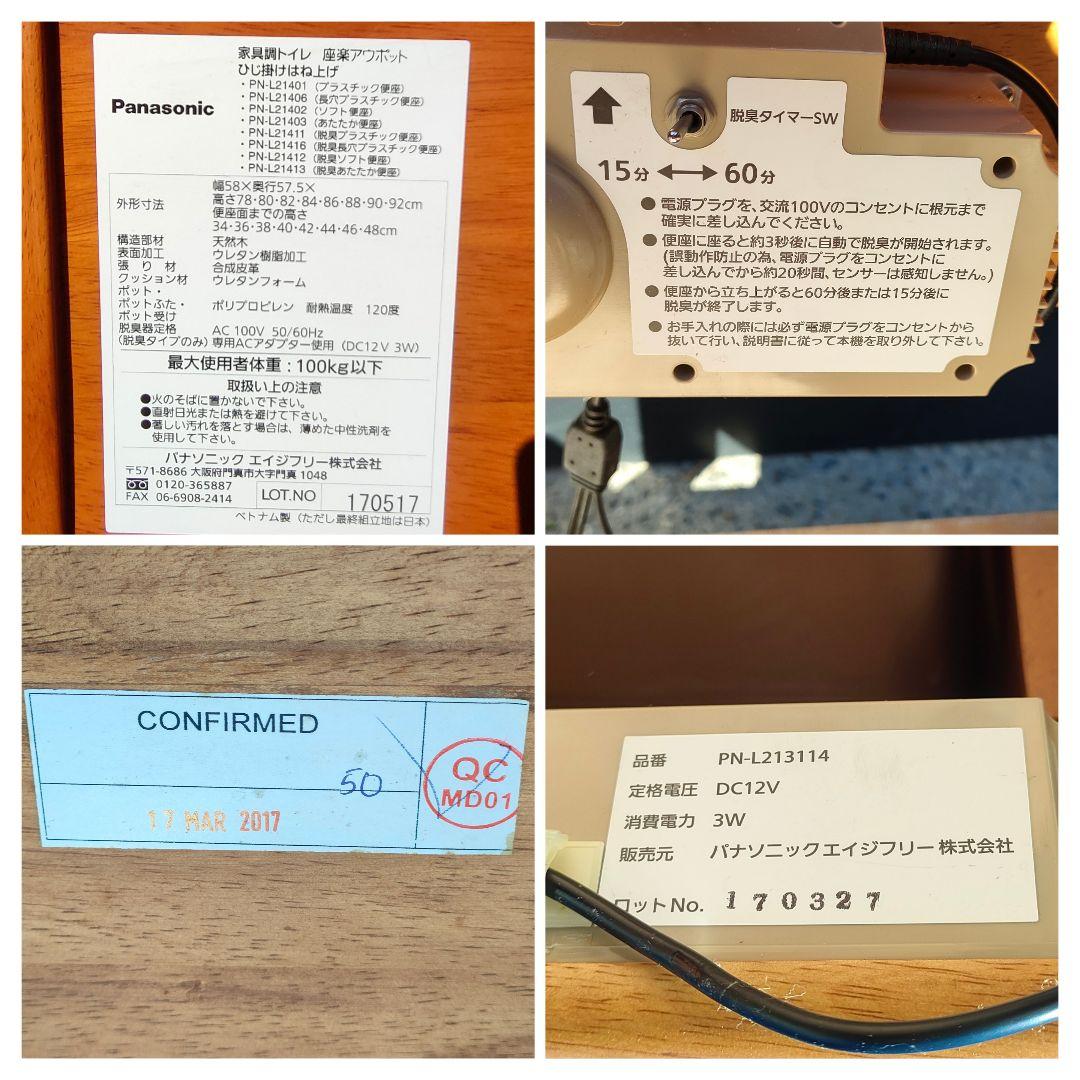 家具調トイレ 座楽アウポット
ひじ掛けはね上げ
Panasonic
・PN-L21401 (プラスチック便座)
・PN-L21406 (長穴プラスチック便座)
・PN-L21402 (ソフト便座)
・PN-L21403 (あたたか便座)
・PN-L21411 (脱臭プラスチック便座)
・PN-L21416 (脱臭長穴プラスチック便座)
・PN-L21412 (脱臭ソフト便座)
・PN-L21413 (脱臭あたたか便座)
外形寸法 幅58×奥行57.5×
高さ78・80・82・84・86・88・90・92cm
便座面までの高さ
34・36・38・40・42・44・46・48cm
構造部材 天然木
表面加工 ウレタン樹脂加工
張り材 合成皮革
クッション材 ウレタンフォーム
ポット・
ポットふた・ ポリプロピレン 耐熱温度 120度
ポット受け
脱臭器定格 AC 100V 50/60Hz
(脱臭タイプのみ) 専用ACアダプター使用 (DC12V 3W)
最大使用者体重:100kg以下
取扱い上の注意
●火のそばに置かないで下さい。
●直射日光または熱を避けて下さい。
●著しい汚れを落とす場合は、薄めた中性洗剤を
使用して下さい。
パナソニック エイジフリー株式会社
〒571-8686 大阪府門真市大字門真 1048
0120-365887
FAX 06-6908-2414
LOT.NO 170517
ベトナム製 (ただし最終組立地は日本)
脱臭タイマーSW
15分 ↔ 60分
● 電源プラグを、交流100Vのコンセントに根元まで
確実に差し込んでください。
● 便座に座ると約3秒後に自動で脱臭が開始されます。
(誤動作防止の為、電源プラグをコンセントに
差し込んでから約20秒間、センサーは感知しません。)
● 便座から立ち上がると60分後または15分後に
脱臭が終了します。
● お手入れの際には必ず電源プラグをコンセントから
抜いて行い、説明書に従って本機を取り外して下さい。
CONFIRMED
50
17 MAR 2017
QC
MD01
品番 PN-L213114
定格電圧 DC12V
消費電力 3W
販売元 パナソニック エイジフリー 株式会社
ロットNo. 170327